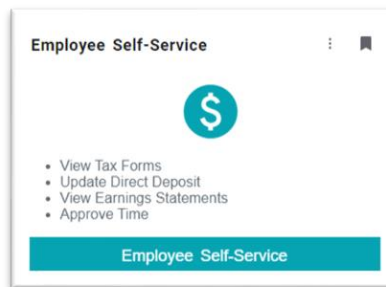 Employee Self-Service
$
• View Tax Forms
• Update Direct Deposit
• View Earnings Statements
• Approve Time
Employee Self-Service